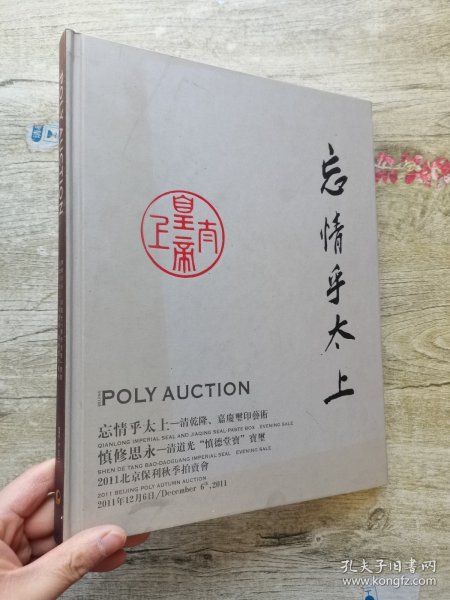 忘情乎太上
太上皇帝
POLY AUCTION
POLY AUCTION
忘情乎太上—清乾隆、嘉慶璽印藝術
QIANLONG IMPERIAL SEAL AND JIAQING SEAL-PASTE BOX EVENING SALE
慎修思永—清道光“慎德堂寶”寶璽
SHEN DE TANG BAO-DAOGUANG IMPERIAL SEAL EVENING SALE
2011北京保利秋季拍賣會
2011 BEIJING POLY AUTUMN AUCTION
2011年12月6日/December 6th,2011
孔夫子旧书网
www.kongfz.com